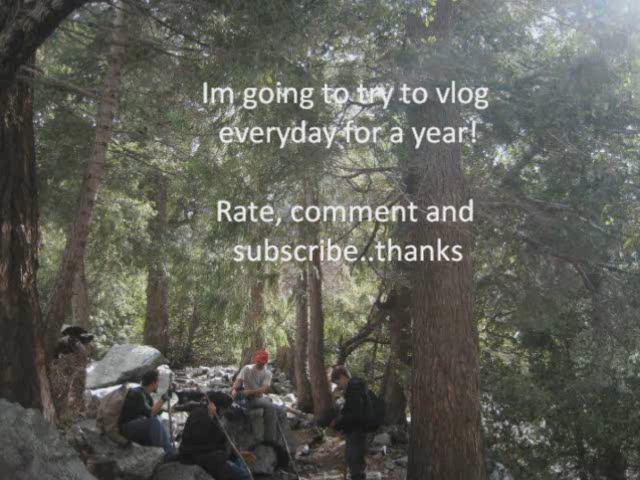 Im going to try to vlog
everyday for a year!
Rate, comment and
subscribe..thanks